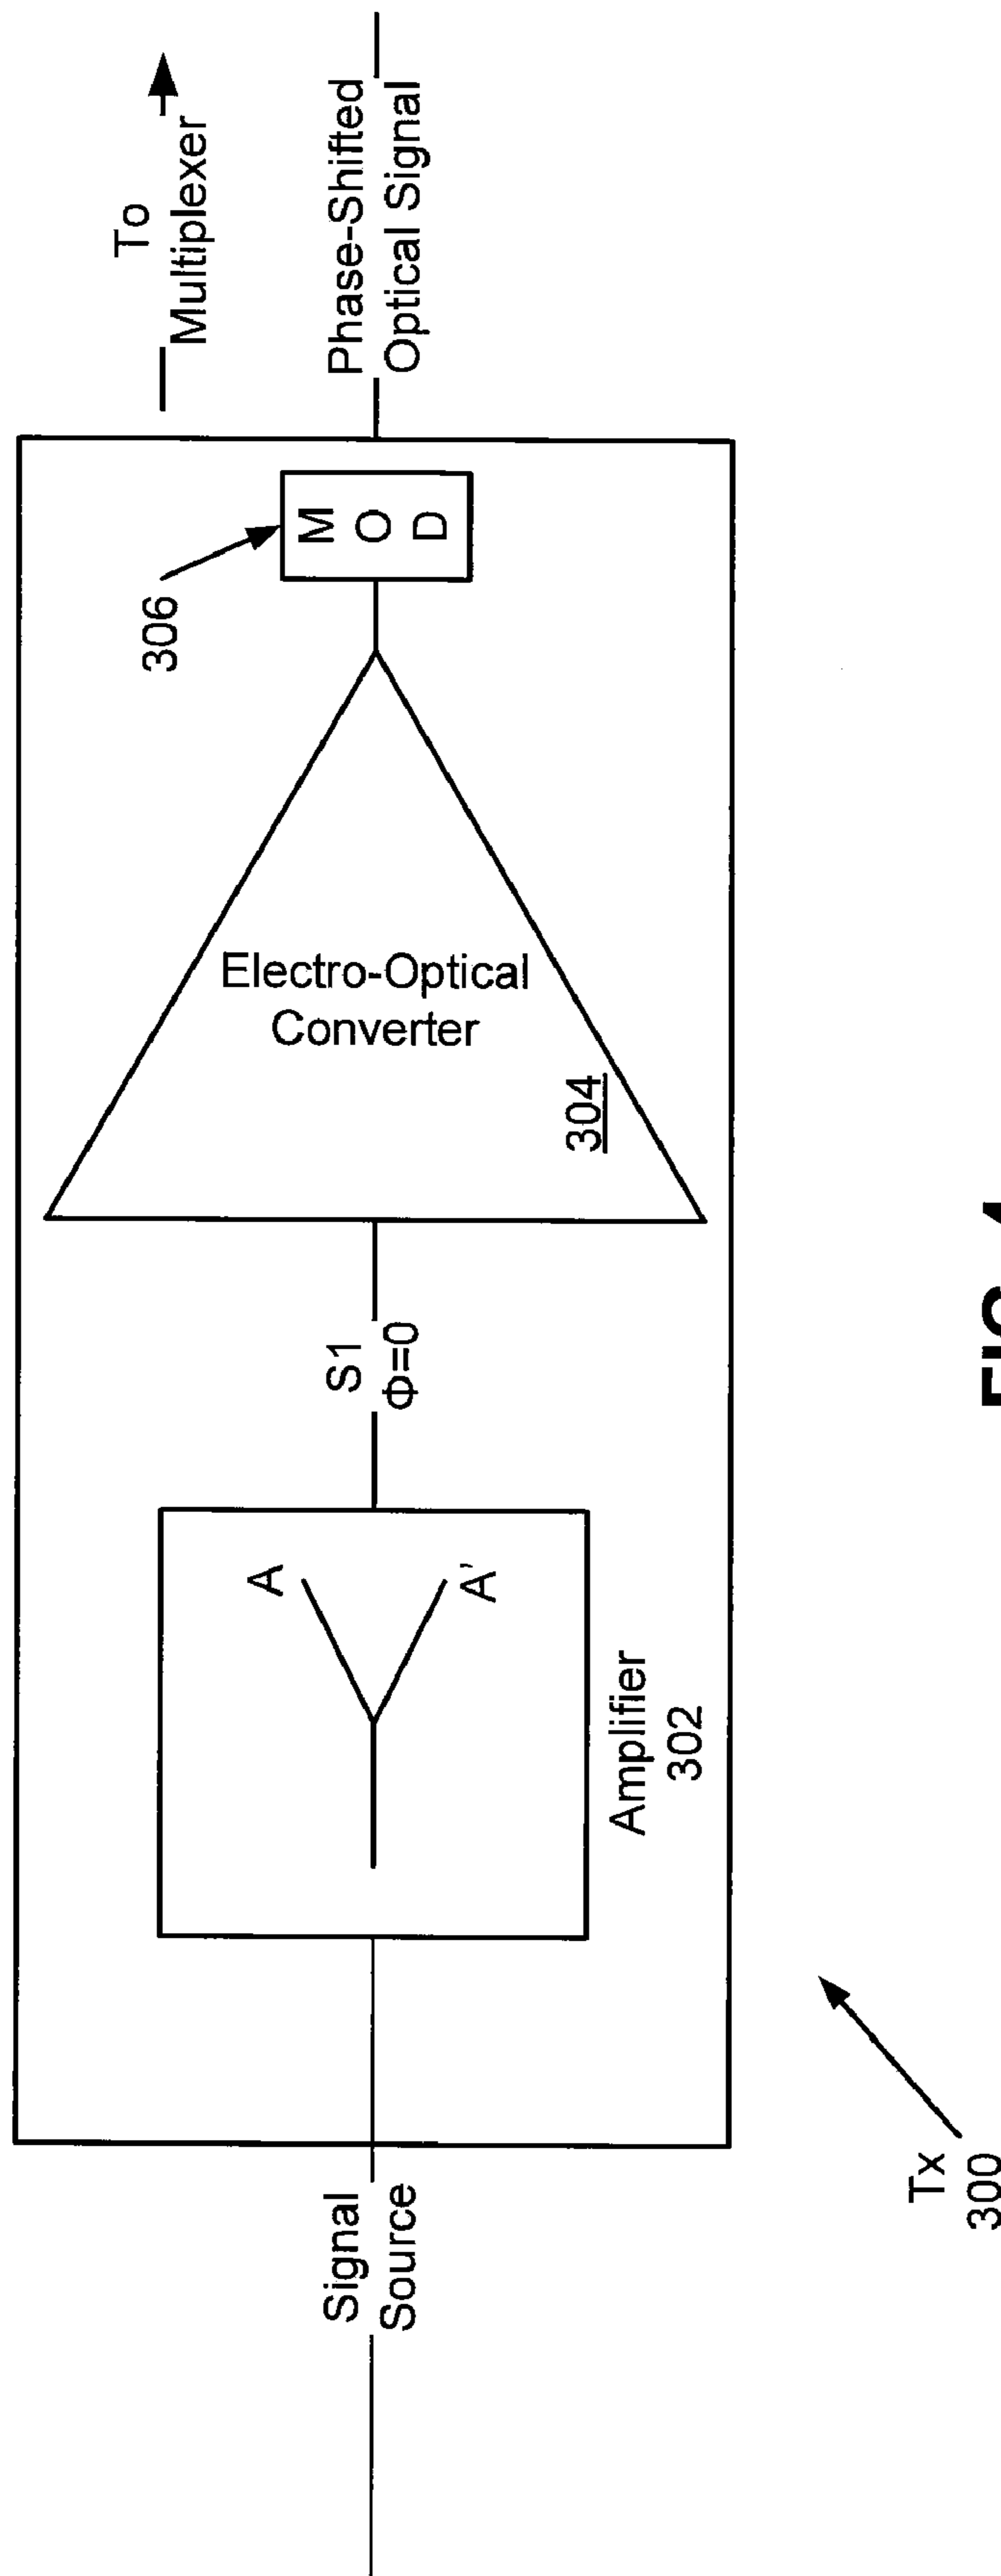 To
Multiplexer
Phase-Shifted
Optical Signal
306
M
O
D
Electro-Optical
Converter
304
S1
Φ=0
A
A'
Amplifier
302
Signal
Source
Tx
300
FIG